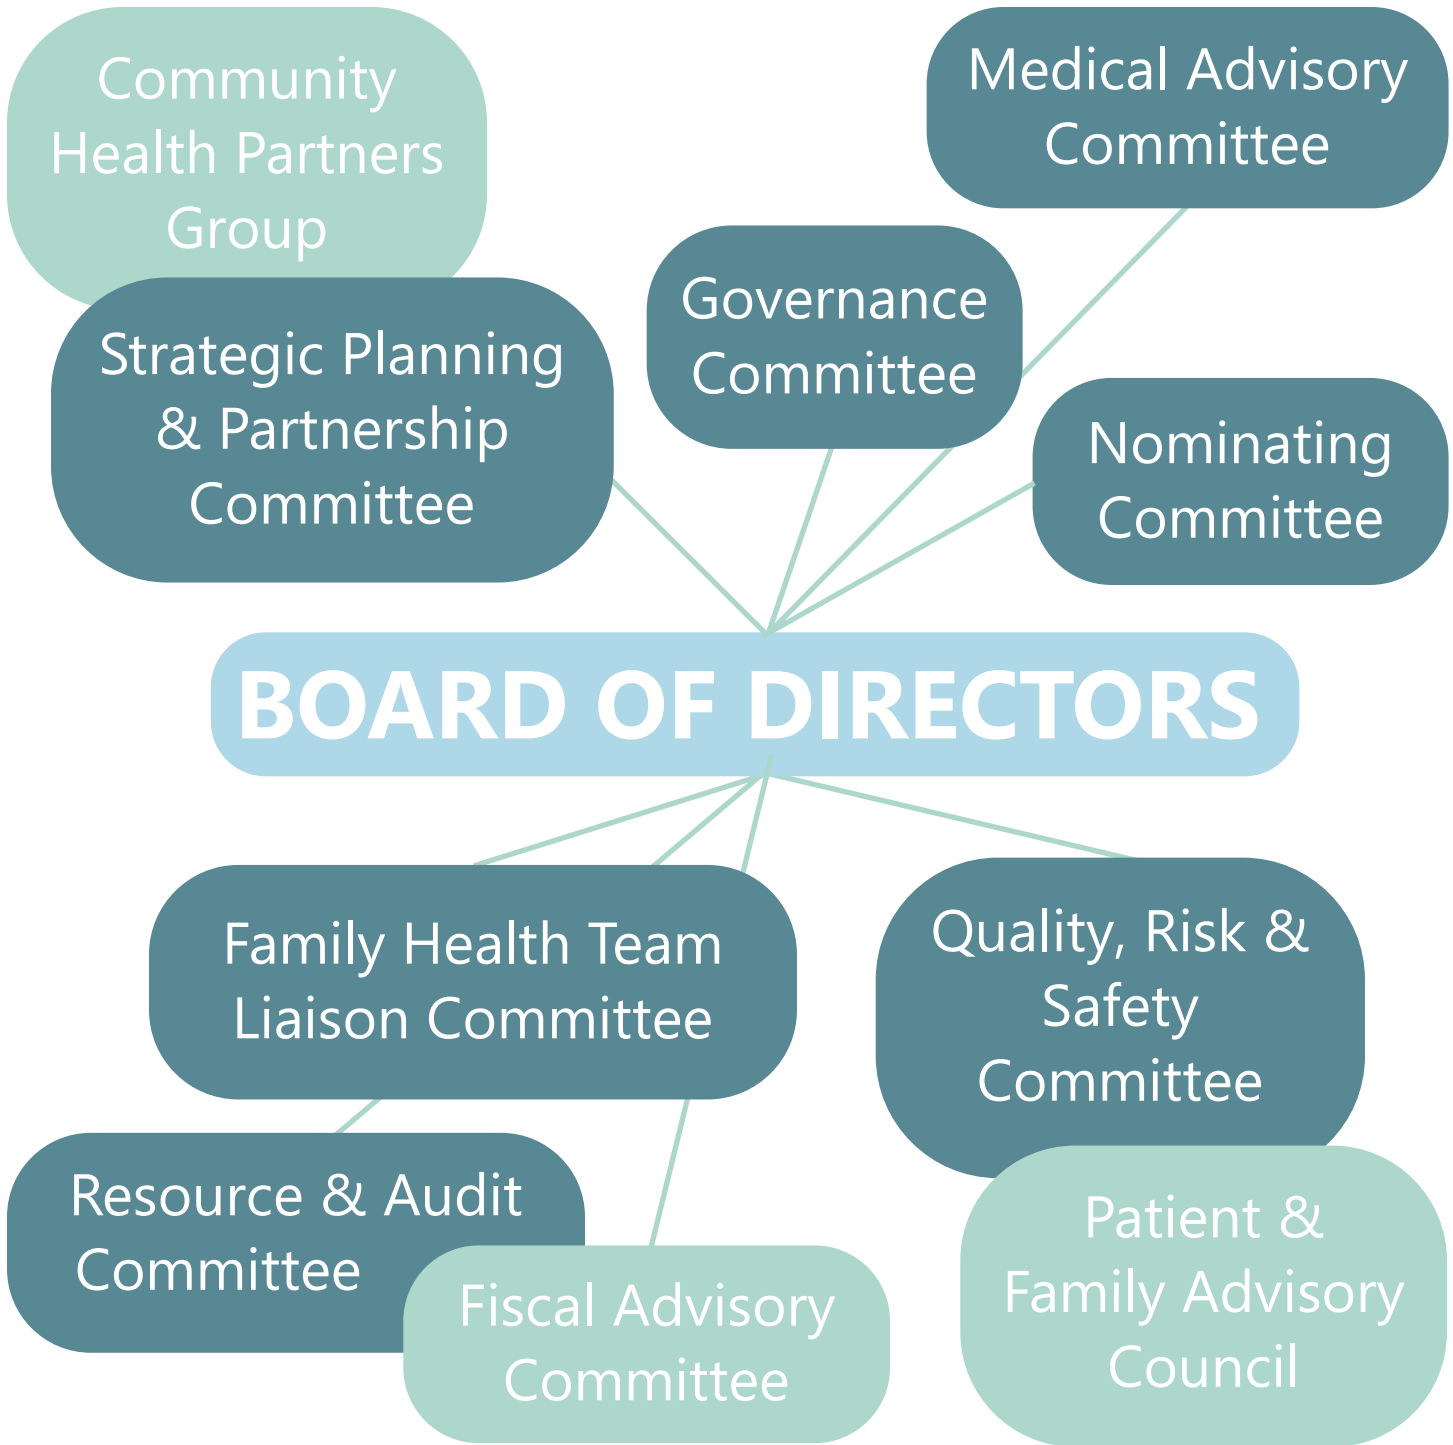 Community
Health Partners
Group
Medical Advisory
Committee
Strategic Planning
& Partnership
Committee
Governance
Committee
Nominating
Committee
BOARD OF DIRECTORS
Family Health Team
Liaison Committee
Quality, Risk &
Safety
Committee
Resource & Audit
Committee
Fiscal Advisory
Committee
Patient &
Family Advisory
Council